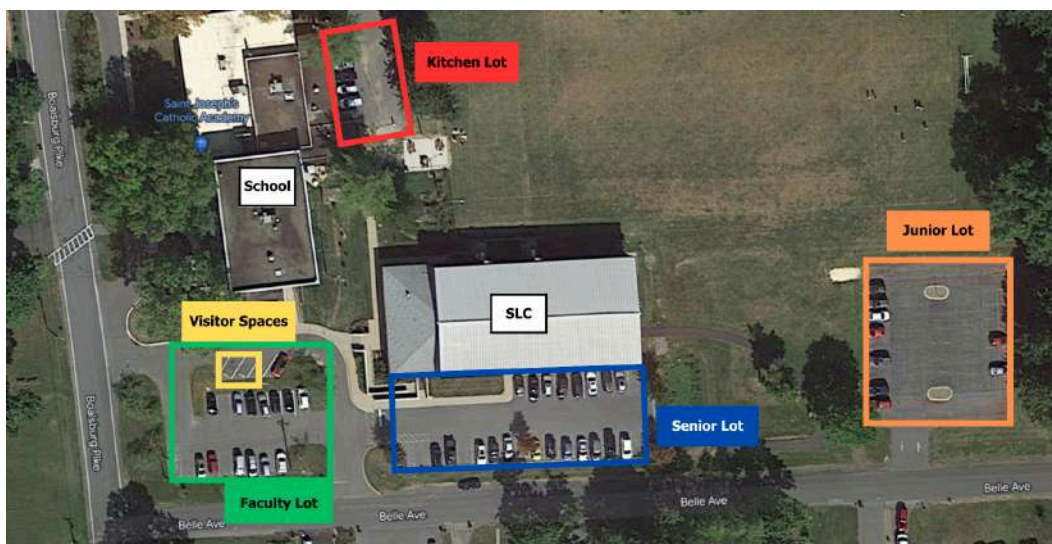 Kitchen Lot
Boalsburg Pike
Saint Joseph's
Catholic Academy
School
Junior Lot
SLC
Visitor Spaces
Boalsburg Pike
Senior Lot
Faculty Lot
Belle Ave
Belle Ave
Belle Ave
Belle Ave